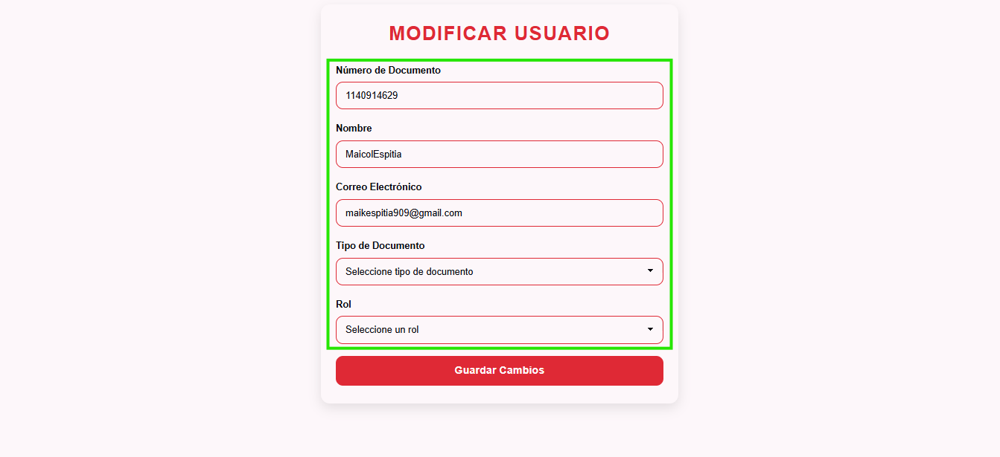 MODIFICAR USUARIO
Número de Documento
1140914629
Nombre
MaicolEspitia
Correo Electrónico
maikespitia909@gmail.com
Tipo de Documento
Seleccione tipo de documento
Rol
Seleccione un rol
Guardar Cambios